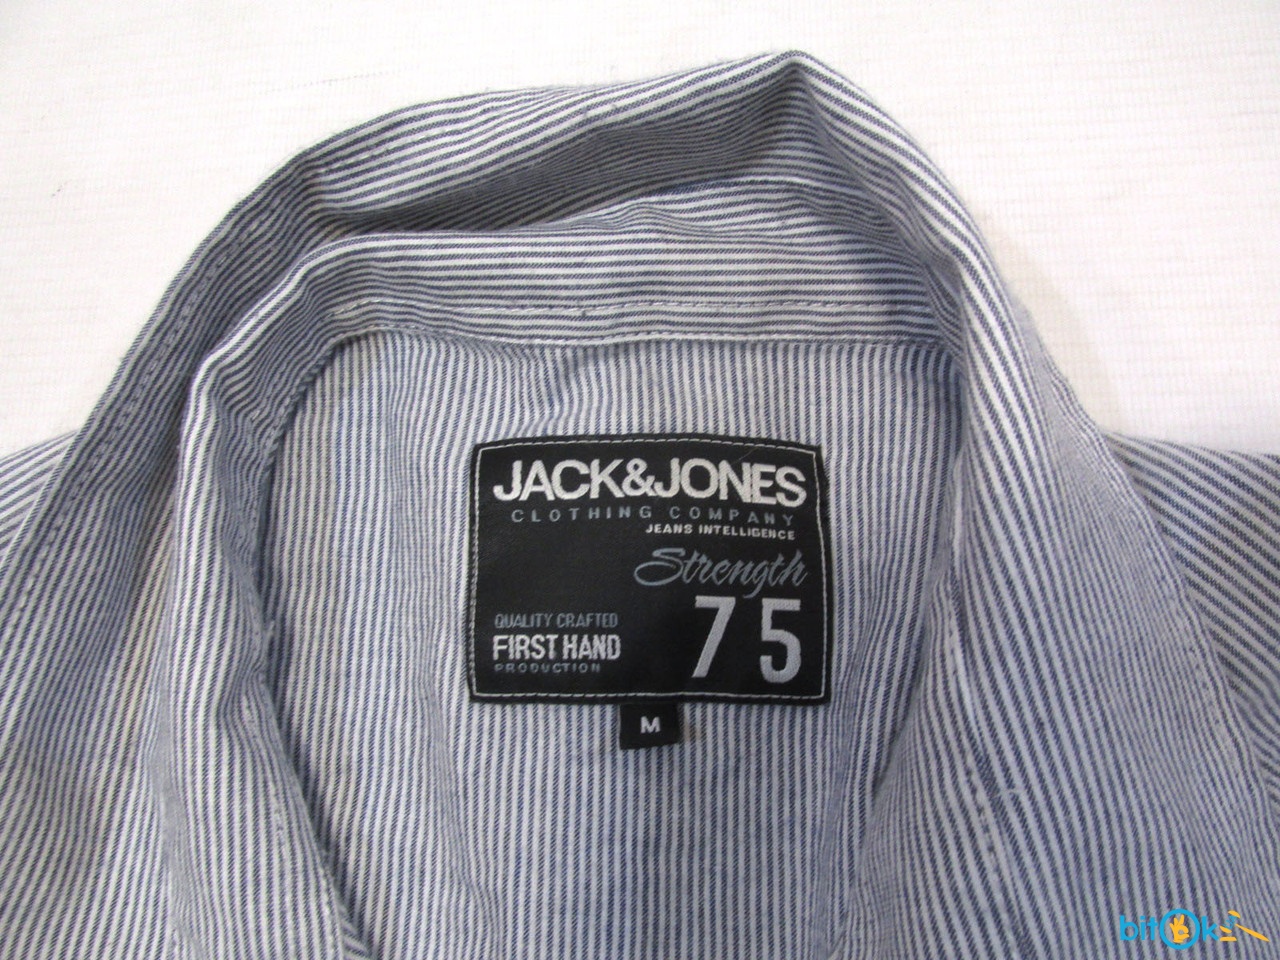 JACK&JONES
CLOTHING COMPANY
JEANS INTELLIGENCE
Strength
75
QUALITY CRAFTED
FIRST HAND
PRODUCTION
M
bitOk